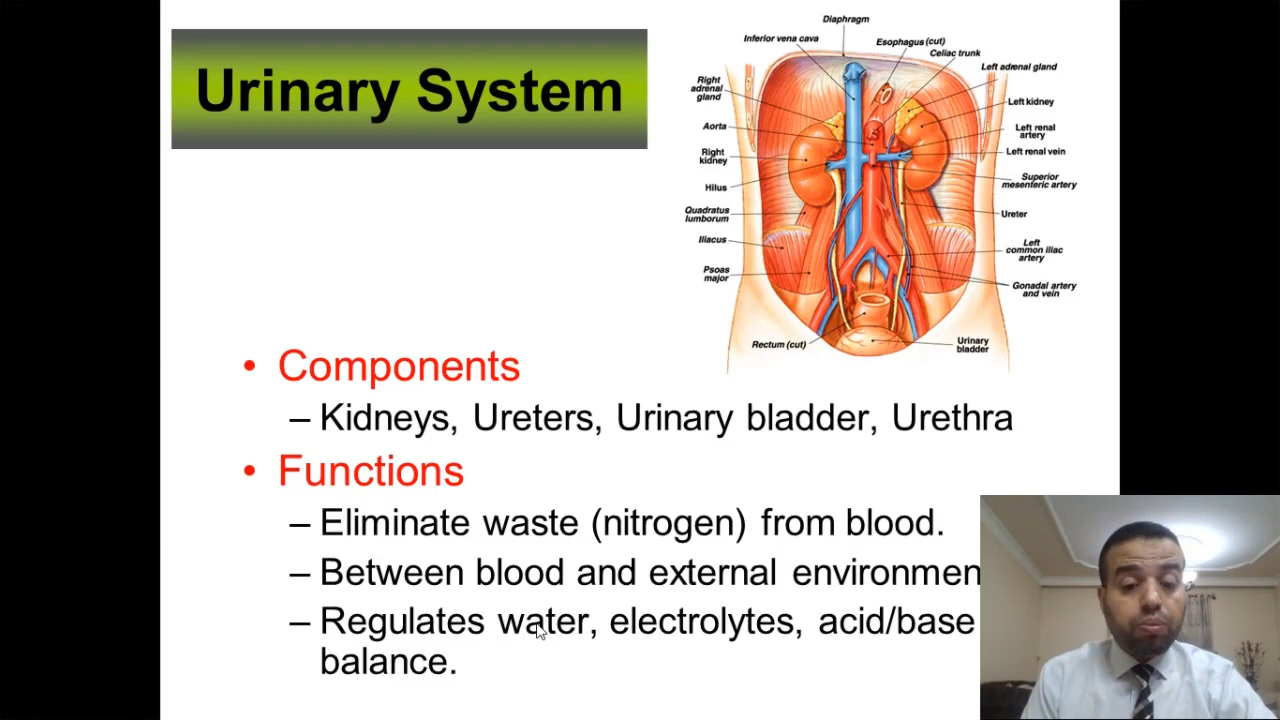 Urinary System
Diaphragm
Inferior vena cava
Esophagus (cut)
Celiac trunk
Left adrenal gland
Right
adrenal
gland
Left kidney
Aorta
Left renal
artery
Right
kidney
Left renal vein
Hilus
Superior
mesenteric artery
Quadratus
lumborum
Ureter
Iliacus
Left
common iliac
artery
Psoas
major
Gonadal artery
and vein
Rectum (cut)
Urinary
bladder
• Components
– Kidneys, Ureters, Urinary bladder, Urethra
• Functions
– Eliminate waste (nitrogen) from blood.
– Between blood and external environmen
– Regulates water, electrolytes, acid/base
balance.